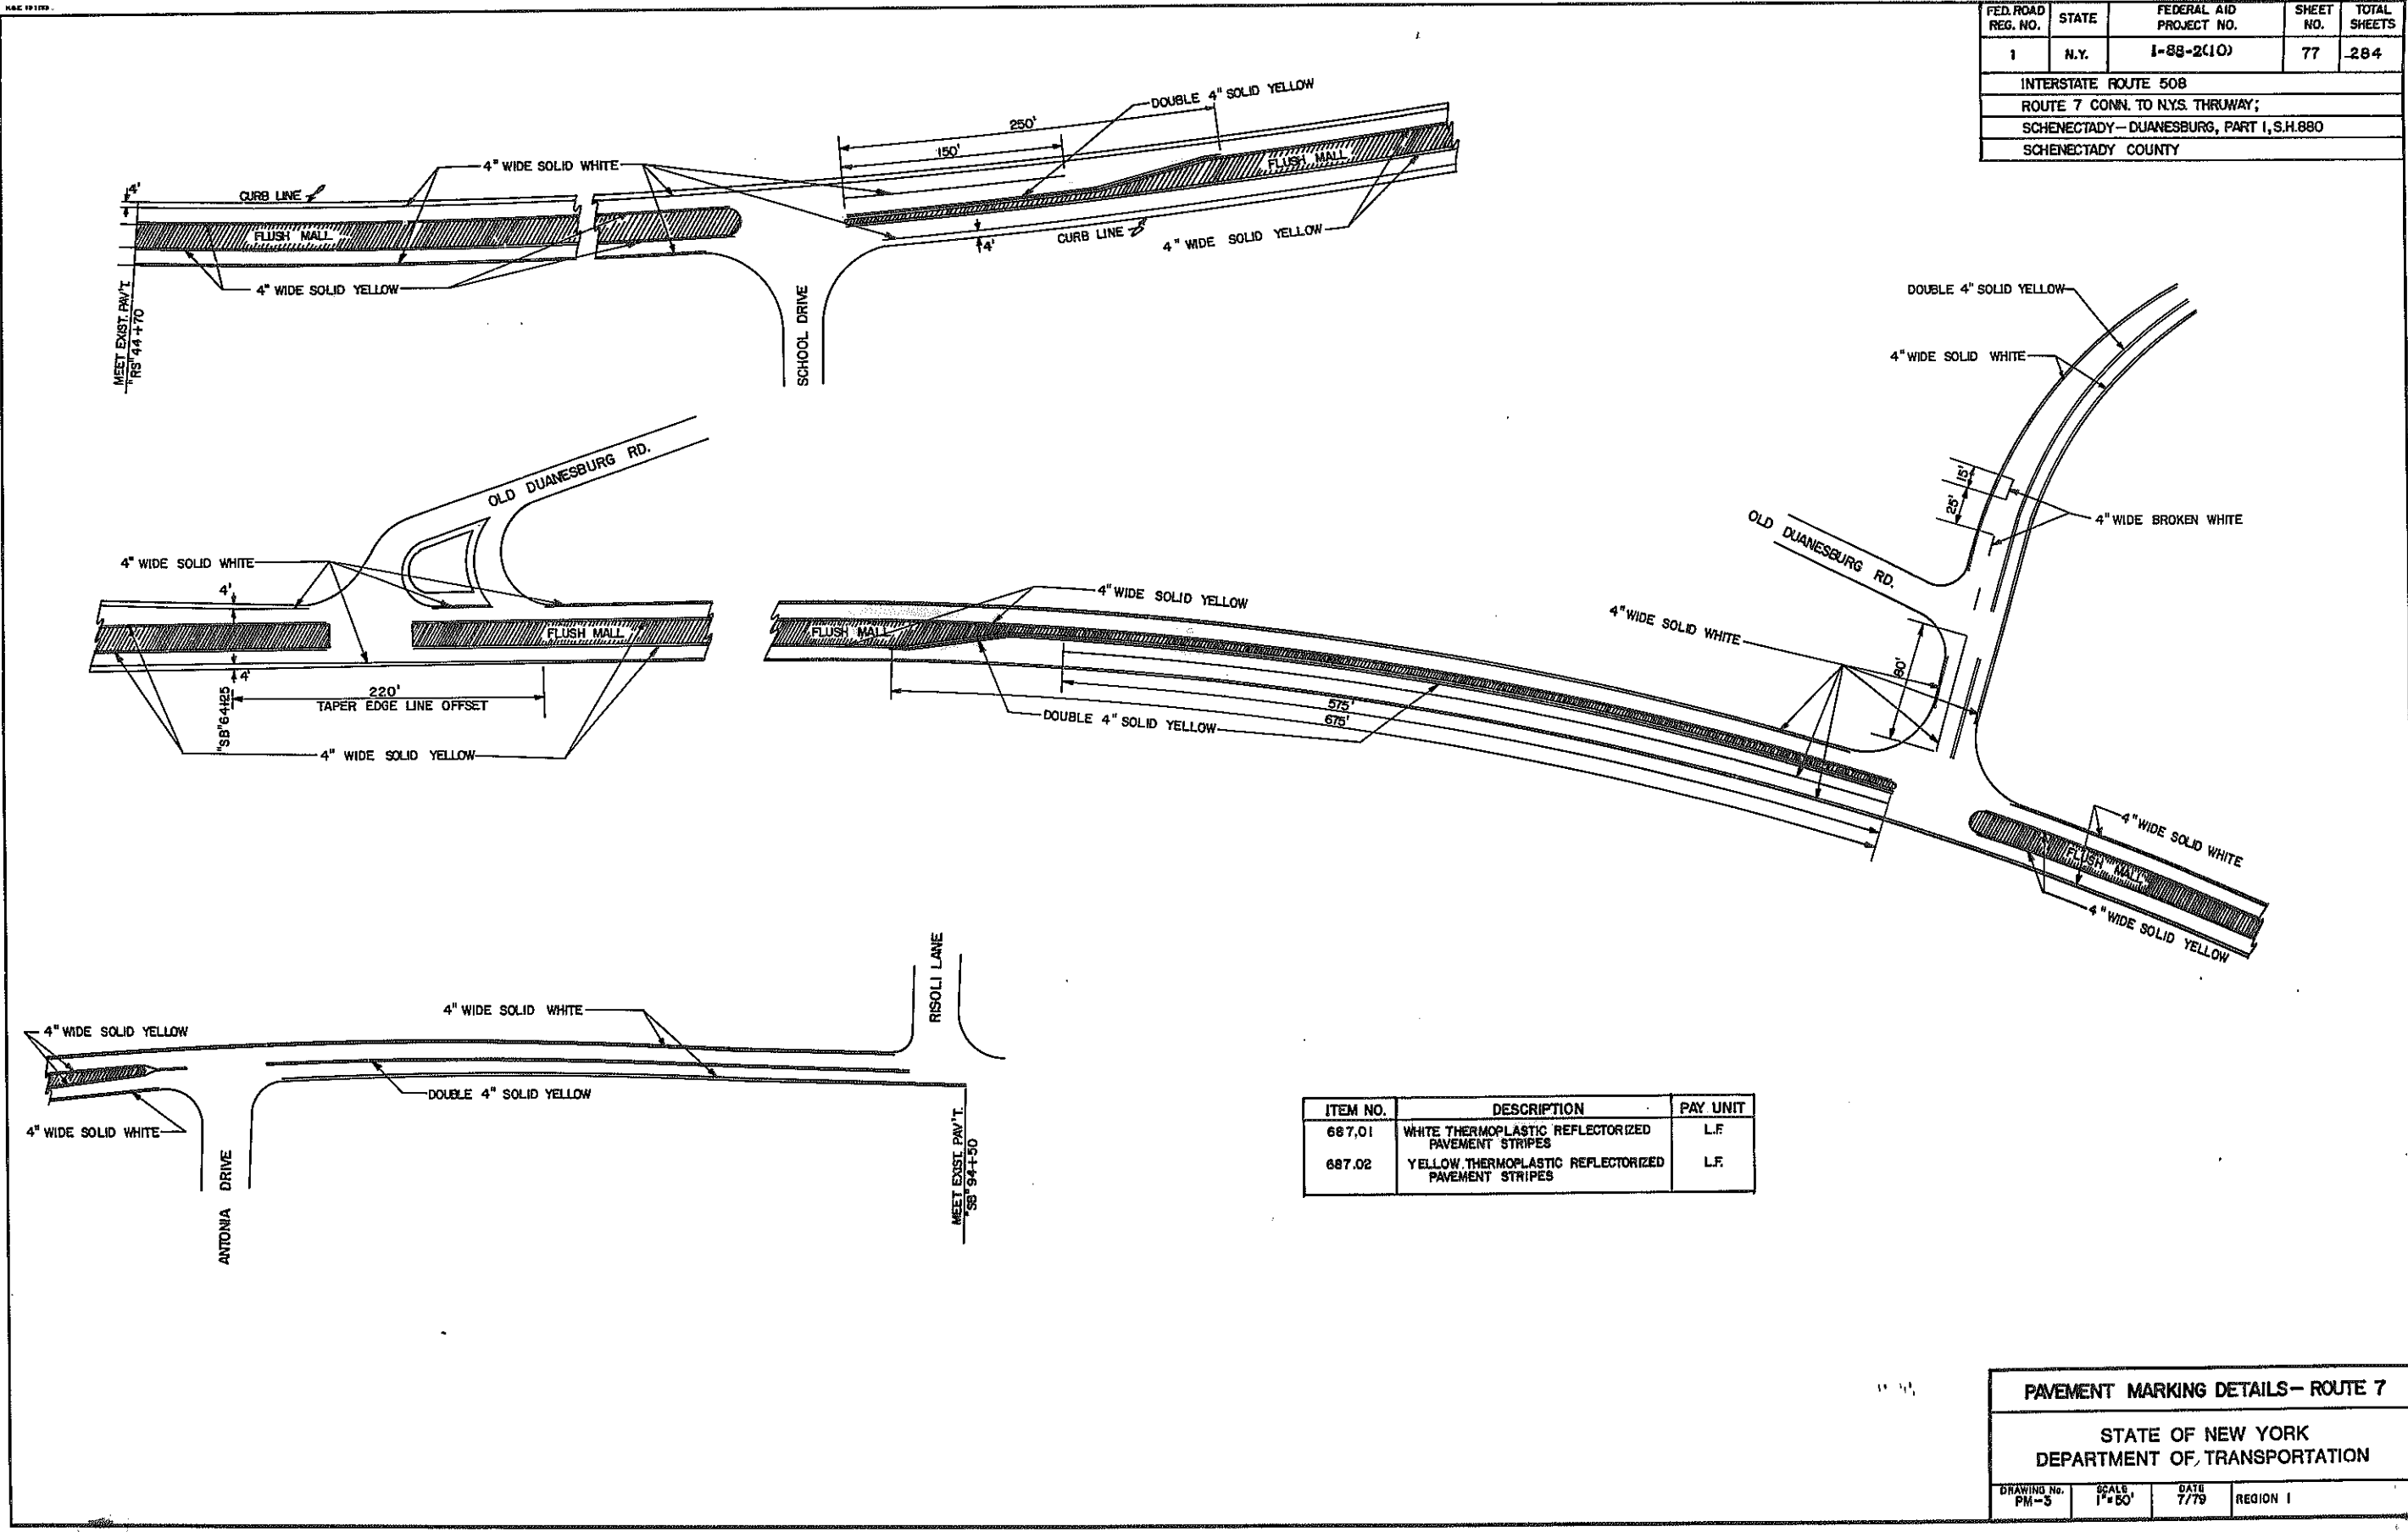 FED. ROAD REG. NO.
STATE
FEDERAL AID PROJECT NO.
SHEET NO.
TOTAL SHEETS
1
N.Y.
I-88-2(10)
77
284
INTERSTATE ROUTE 508
ROUTE 7 CONN. TO N.Y.S. THRUWAY;
SCHENECTADY-DUANESBURG, PART 1, S.H.880
SCHENECTADY COUNTY
DOUBLE 4" SOLID YELLOW
250'
150'
4" WIDE SOLID WHITE
FLUSH MALL
4'
CURB LINE
FLUSH MALL
4'
CURB LINE
4" WIDE SOLID YELLOW
4" WIDE SOLID YELLOW
MEET EXIST. PAV'T.
"RS" 44+70
SCHOOL DRIVE
DOUBLE 4" SOLID YELLOW
4" WIDE SOLID WHITE
15'
25'
4" WIDE BROKEN WHITE
OLD DUANESBURG RD.
OLD DUANESBURG RD.
4" WIDE SOLID WHITE
4'
4" WIDE SOLID YELLOW
4" WIDE SOLID WHITE
FLUSH MALL
FLUSH MALL
80'
4'
"SB" 64+25
220'
TAPER EDGE LINE OFFSET
575'
675'
DOUBLE 4" SOLID YELLOW
4" WIDE SOLID YELLOW
4" WIDE SOLID WHITE
FLUSH MALL
4" WIDE SOLID YELLOW
RISOLI LANE
4" WIDE SOLID WHITE
4" WIDE SOLID YELLOW
DOUBLE 4" SOLID YELLOW
4" WIDE SOLID WHITE
ANTONIA DRIVE
MEET EXIST. PAV'T.
"SB" 94+50
ITEM NO.
DESCRIPTION
PAY UNIT
687.01
WHITE THERMOPLASTIC REFLECTORIZED
PAVEMENT STRIPES
L.F.
687.02
YELLOW THERMOPLASTIC REFLECTORIZED
PAVEMENT STRIPES
L.F.
PAVEMENT MARKING DETAILS- ROUTE 7
STATE OF NEW YORK
DEPARTMENT OF TRANSPORTATION
DRAWING No. PM-3
SCALE 1"=50'
DATE 7/79
REGION 1